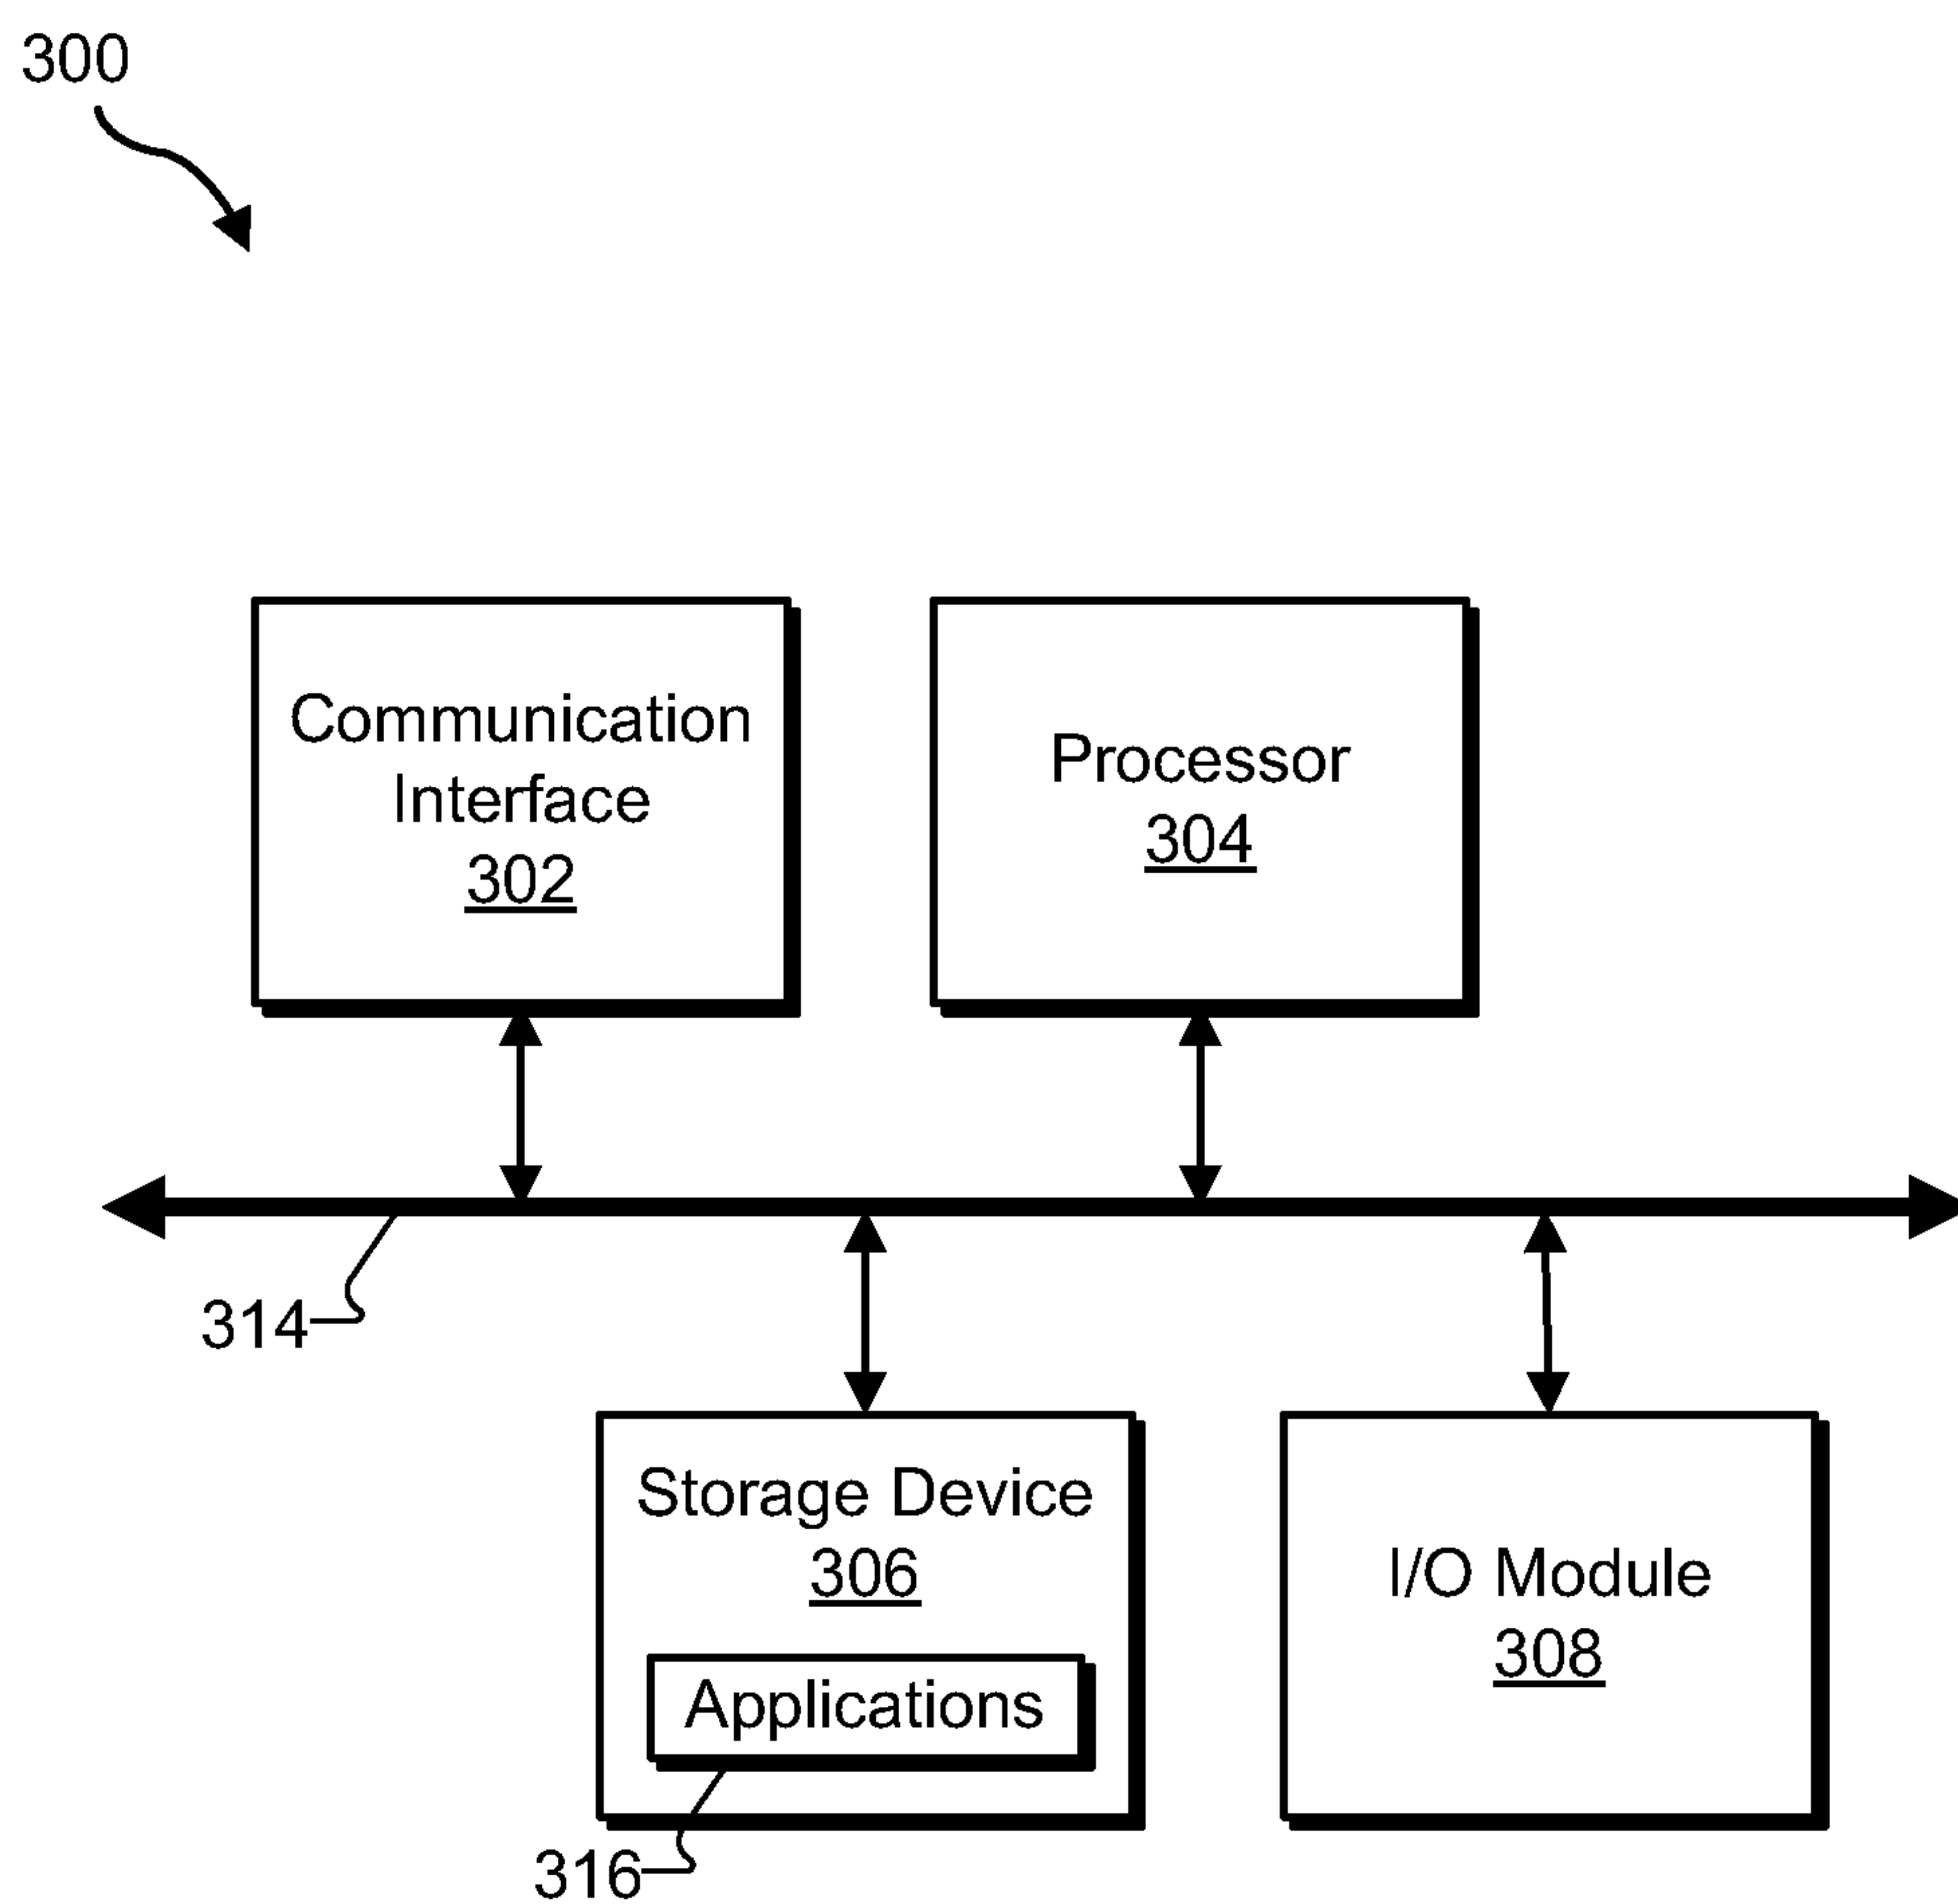 300
Communication
Interface
302
Processor
304
314
Storage Device
306
Applications
316
I/O Module
308